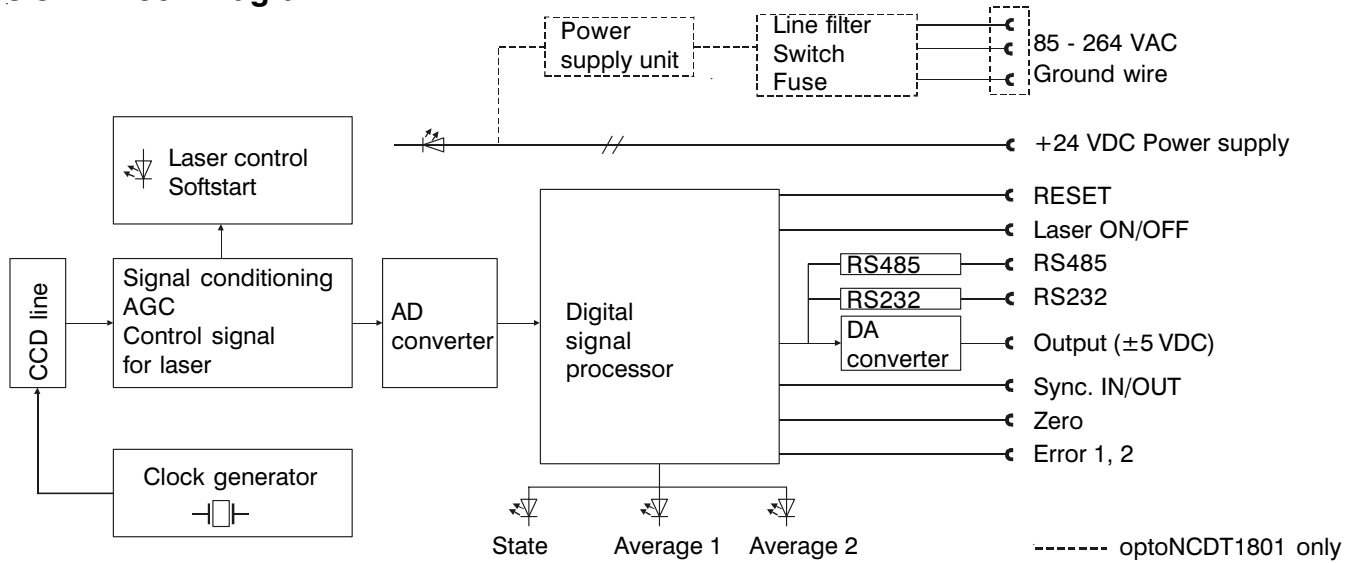 Power
supply unit
Line filter
Switch
Fuse
85 - 264 VAC
Ground wire
+24 VDC Power supply
Laser control
Softstart
RESET
Laser ON/OFF
RS485
RS485
RS232
RS232
CCD line
Signal conditioning
AGC
Control signal
for laser
AD
converter
Digital
signal
processor
DA
converter
Output (±5 VDC)
Sync. IN/OUT
Zero
Error 1, 2
Clock generator
State
Average 1
Average 2
optoNCDT1801 only